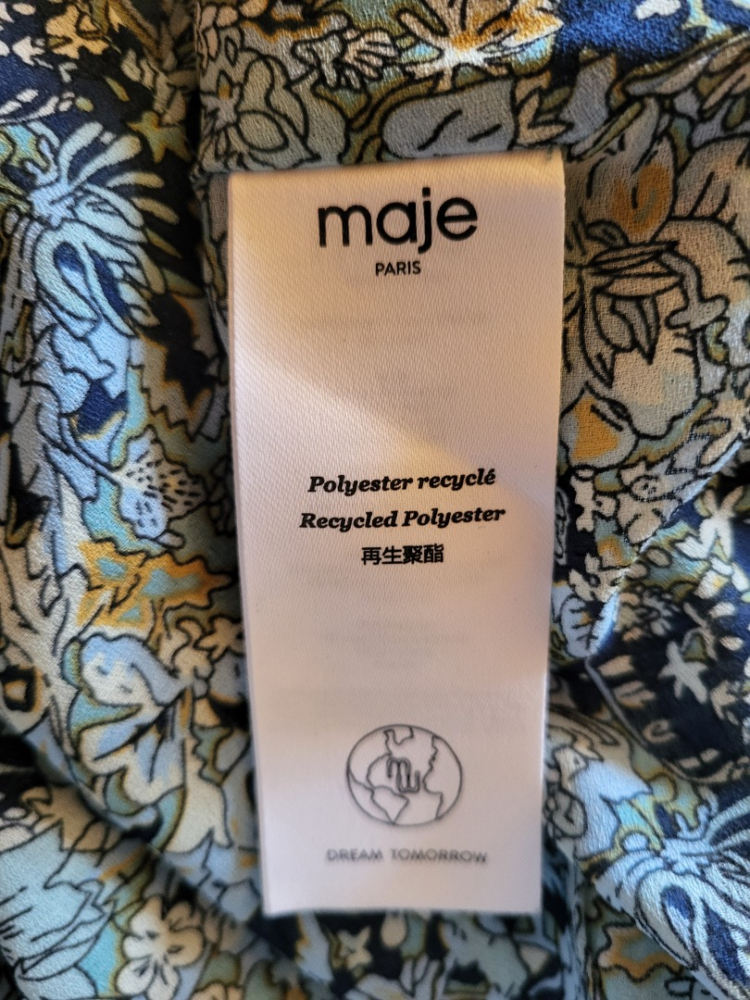 maje
PARIS
Polyester recyclé
Recycled Polyester
再生聚酯
DREAM TOMORROW